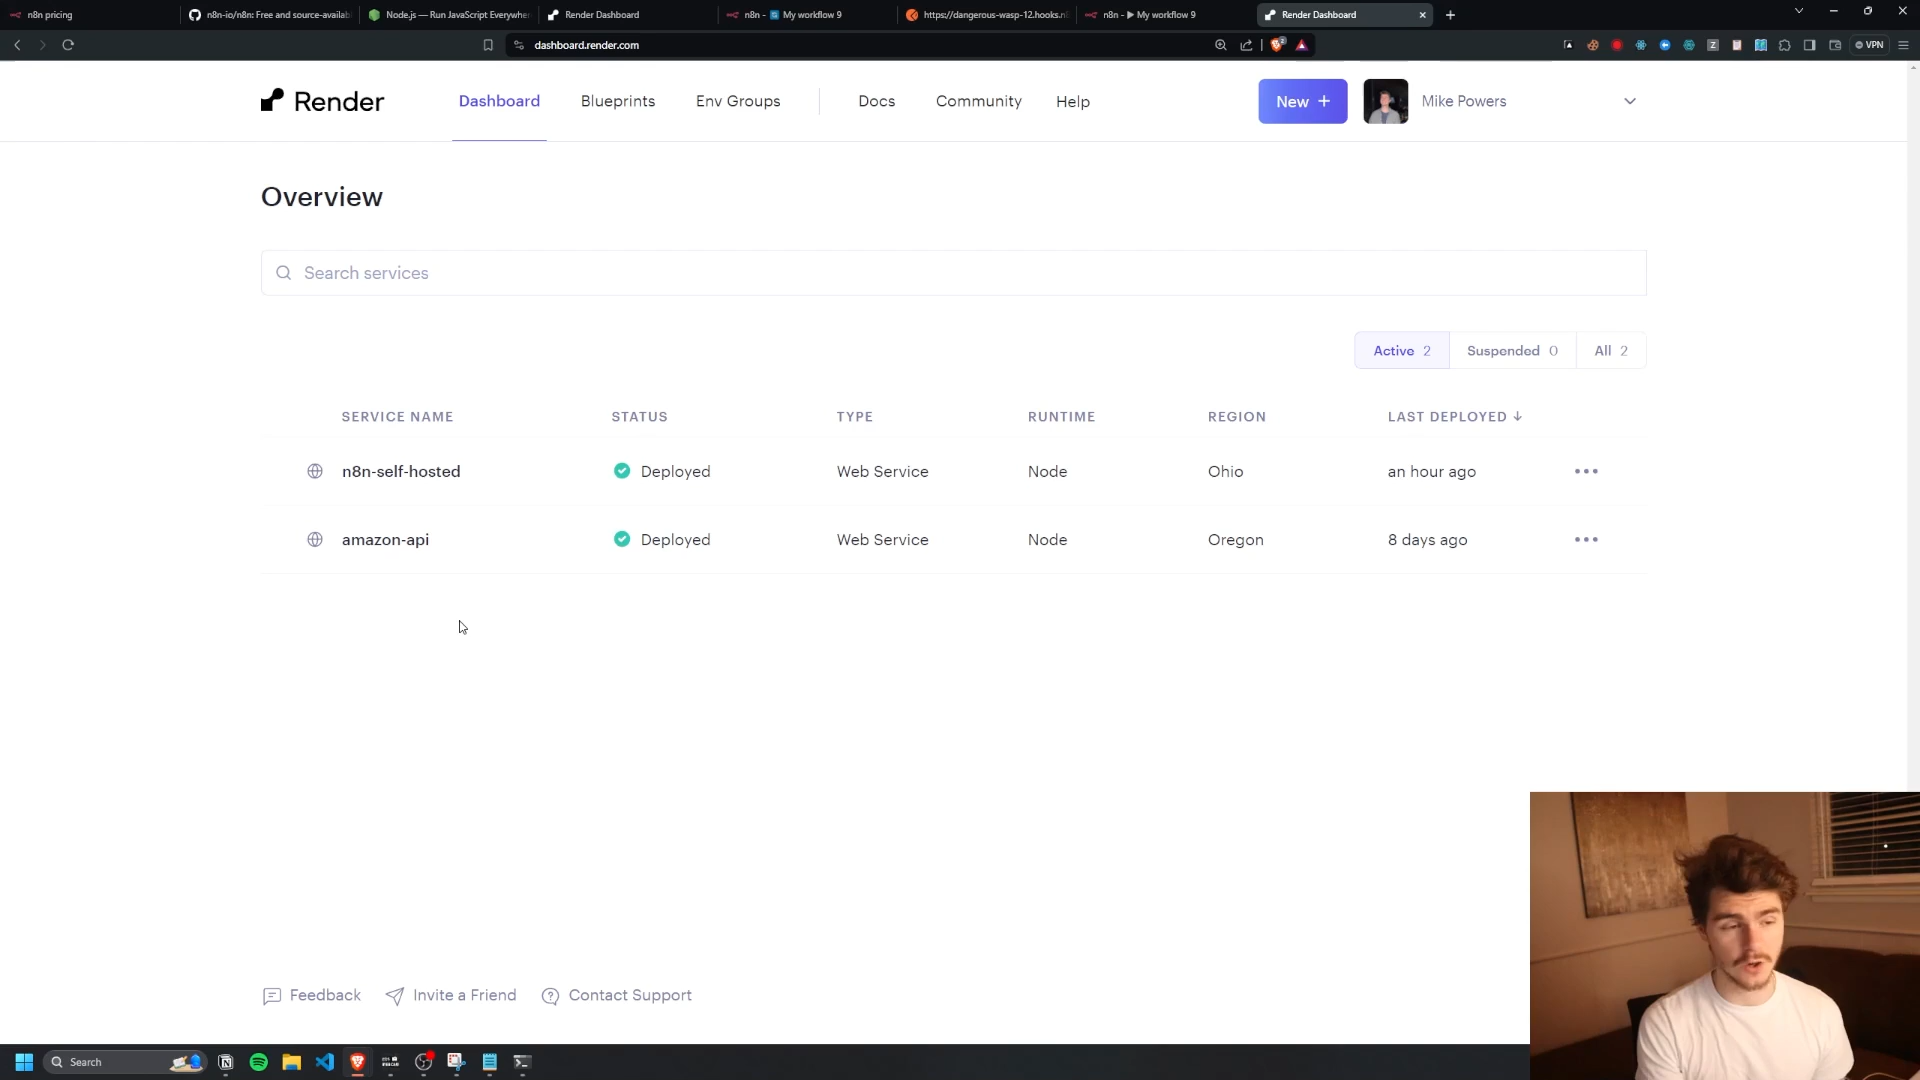 n8n pricing
n8n-io/n8n: Free and source-availab
Node.js — Run JavaScript Everywher
Render Dashboard
n8n - My workflow 9
https://dangerous-wasp-12.hooks.n
n8n - ▶ My workflow 9
Render Dashboard
dashboard.render.com
VPN
Render
Dashboard
Blueprints
Env Groups
Docs
Community
Help
New +
Mike Powers
Overview
Search services
Active 2
Suspended 0
All 2
SERVICE NAME STATUS TYPE RUNTIME REGION LAST DEPLOYED ↓
n8n-self-hosted Deployed Web Service Node Ohio an hour ago
amazon-api Deployed Web Service Node Oregon 8 days ago
Feedback
Invite a Friend
Contact Support
Search